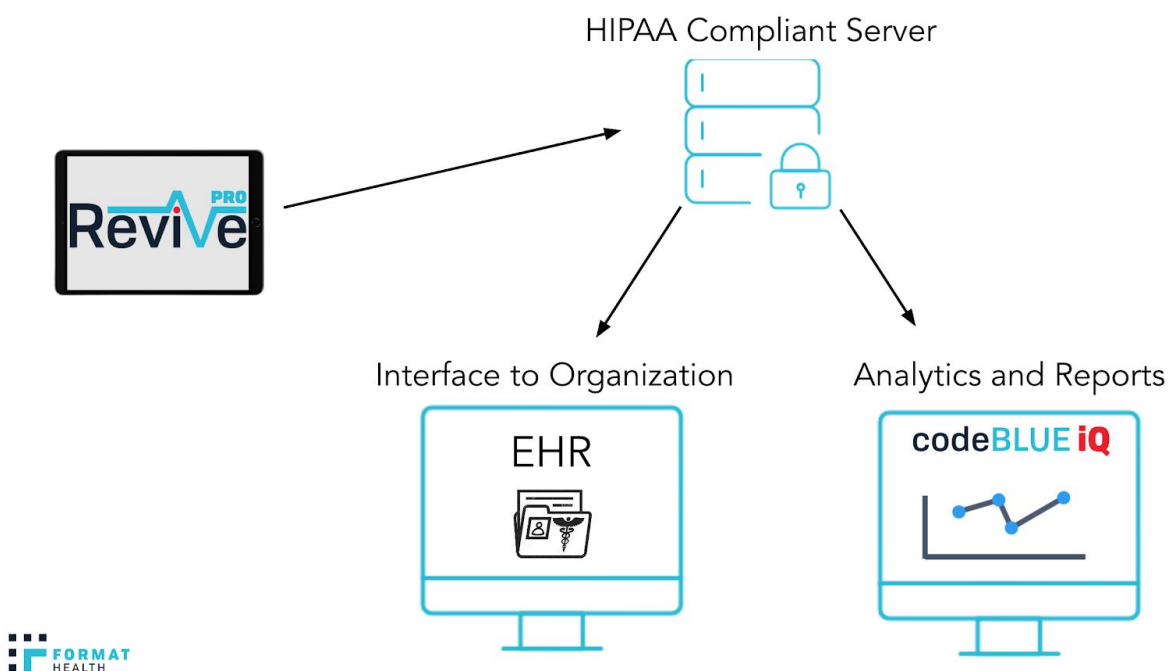 HIPAA Compliant Server
PRO
Revive
Interface to Organization
Analytics and Reports
EHR
codeBLUE iQ
FORMAT
HEALTH